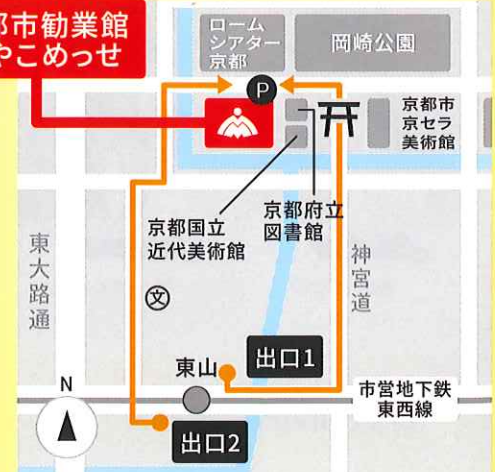 都市勧業館
やこめっせ
ローム
シアター
京都
岡崎公園
P
京都市
京セラ
美術館
京都国立
近代美術館
京都府立
図書館
東大路通
神宮道
文
東山
出口1
N
市営地下鉄
東西線
出口2